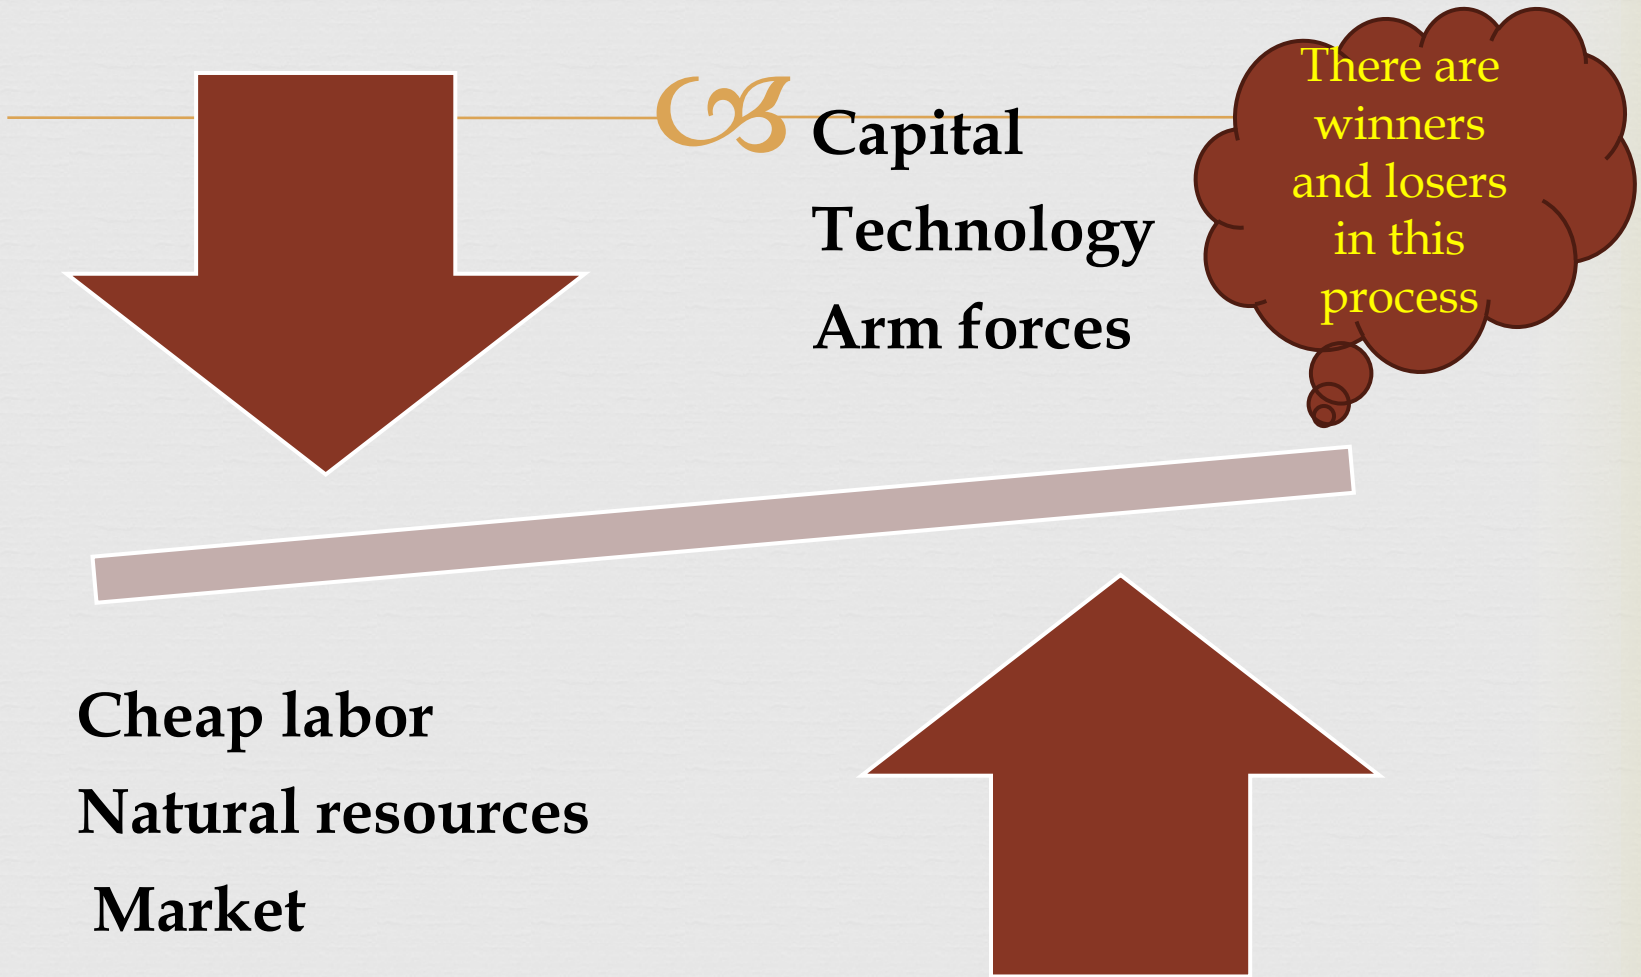 Capital
Technology
Arm forces
There are
winners
and losers
in this
process
Cheap labor
Natural resources
Market